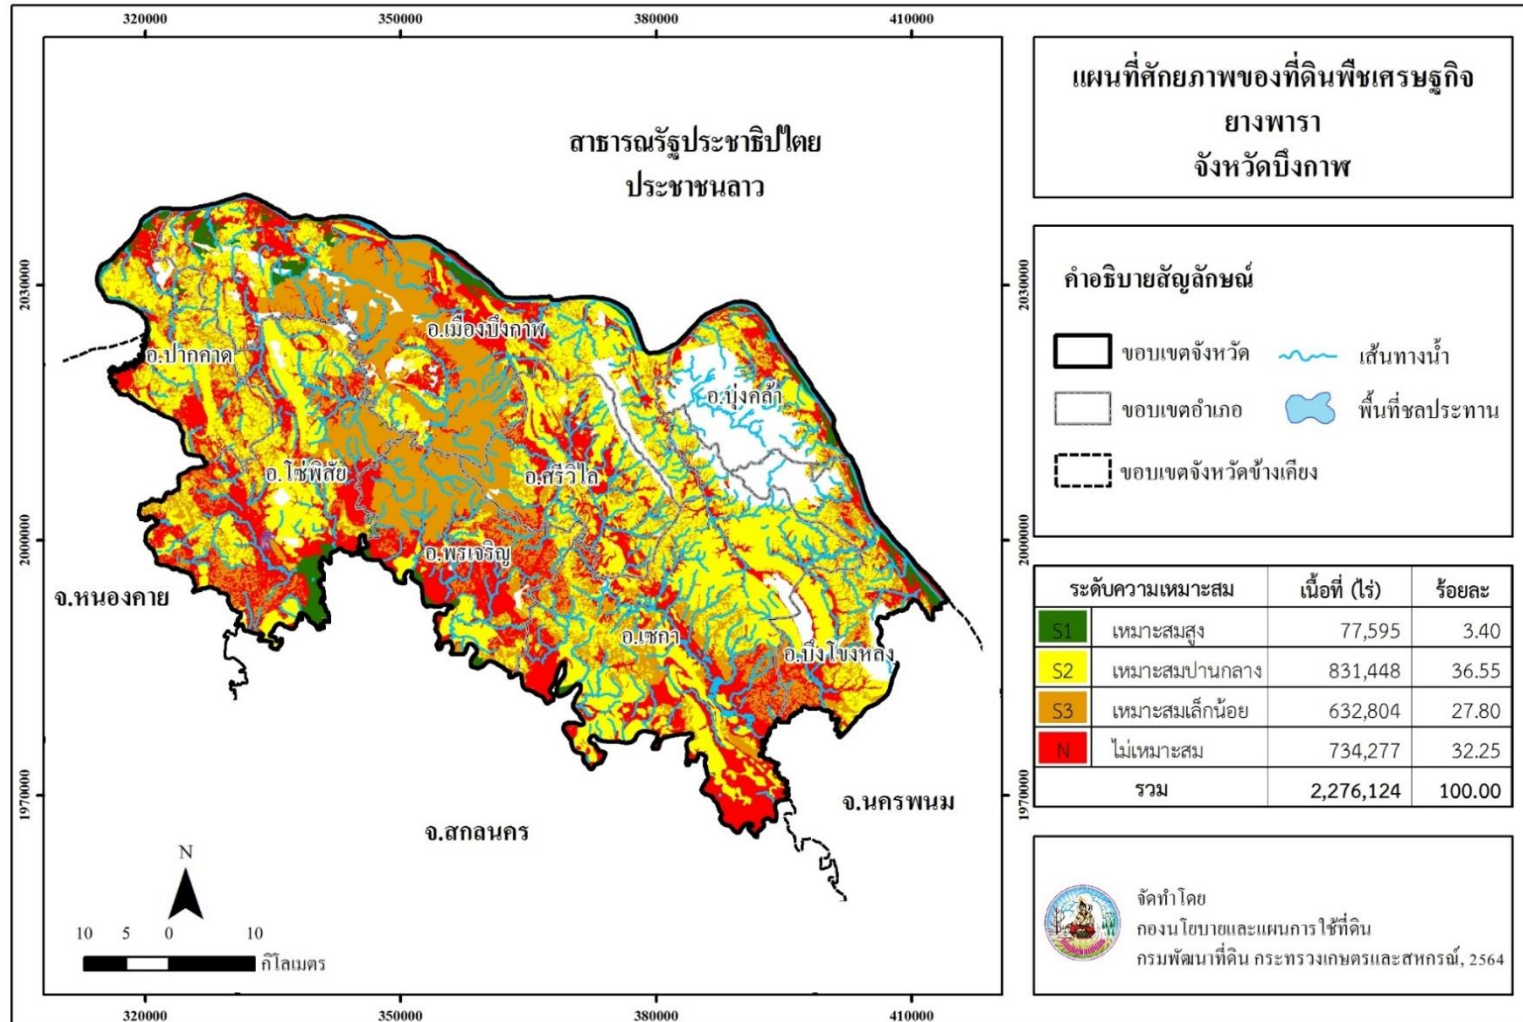 320000
350000
380000
410000
แผนที่ศักยภาพของที่ดินพืชเศรษฐกิจ
ยางพารา
จังหวัดบึงกาฬ
สาธารณรัฐประชาธิปไตย
ประชาชนลาว
2030000
2030000
คำอธิบายสัญลักษณ์
ขอบเขตจังหวัด
เส้นทางน้ำ
ขอบเขตอำเภอ
พื้นที่ชลประทาน
ขอบเขตจังหวัดข้างเคียง
อ.เมืองบึงกาฬ
อ.ปากคาด
อ.บุ่งคล้า
อ.โซ่พิสัย
อ.ศรีวิไล
2000000
2000000
อ.พรเจริญ
จ.หนองคาย
อ.เซกา
อ.บึงโขงหลง
ระดับความเหมาะสม เนื้อที่ (ไร่) ร้อยละ
S1 เหมาะสมสูง 77,595 3.40
S2 เหมาะสมปานกลาง 831,448 36.55
S3 เหมาะสมเล็กน้อย 632,804 27.80
N ไม่เหมาะสม 734,277 32.25
รวม 2,276,124 100.00
1970000
1970000
จ.นครพนม
จ.สกลนคร
N
10 5 0 10
กิโลเมตร
จัดทำโดย
กองนโยบายและแผนการใช้ที่ดิน
กรมพัฒนาที่ดิน กระทรวงเกษตรและสหกรณ์, 2564
320000
350000
380000
410000